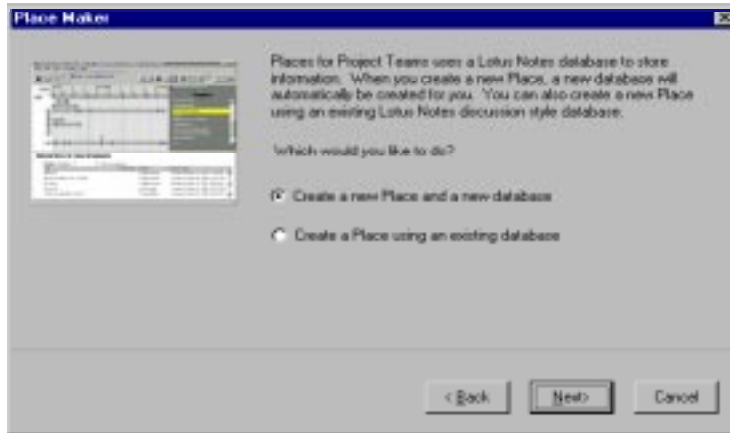 Place Maker
Places for Project Teams uses a Lotus Notes database to store
information. When you create a new Place, a new database will
automatically be created for you. You can also create a new Place
using an existing Lotus Notes discussion style database.
Which would you like to do?
Create a new Place and a new database
Create a Place using an existing database
< Back
Next>
Cancel